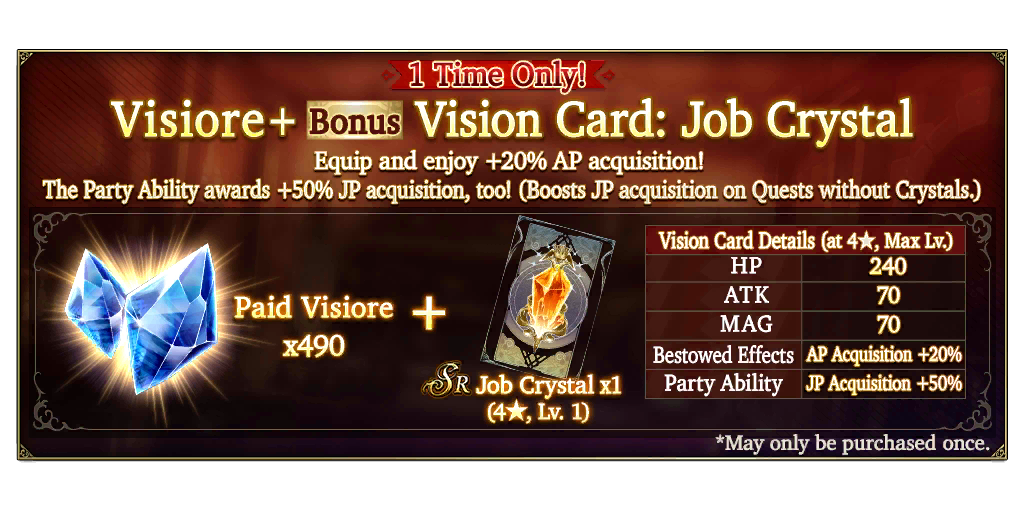 1 Time Only!
Visiore+ Bonus Vision Card: Job Crystal
Equip and enjoy +20% AP acquisition!
The Party Ability awards +50% JP acquisition, too! (Boosts JP acquisition on Quests without Crystals.)
Paid Visiore
x490
+
SR Job Crystal x1
(4★, Lv. 1)
Vision Card Details (at 4★, Max Lv.)
HP 240
ATK 70
MAG 70
Bestowed Effects AP Acquisition +20%
Party Ability JP Acquisition +50%
*May only be purchased once.